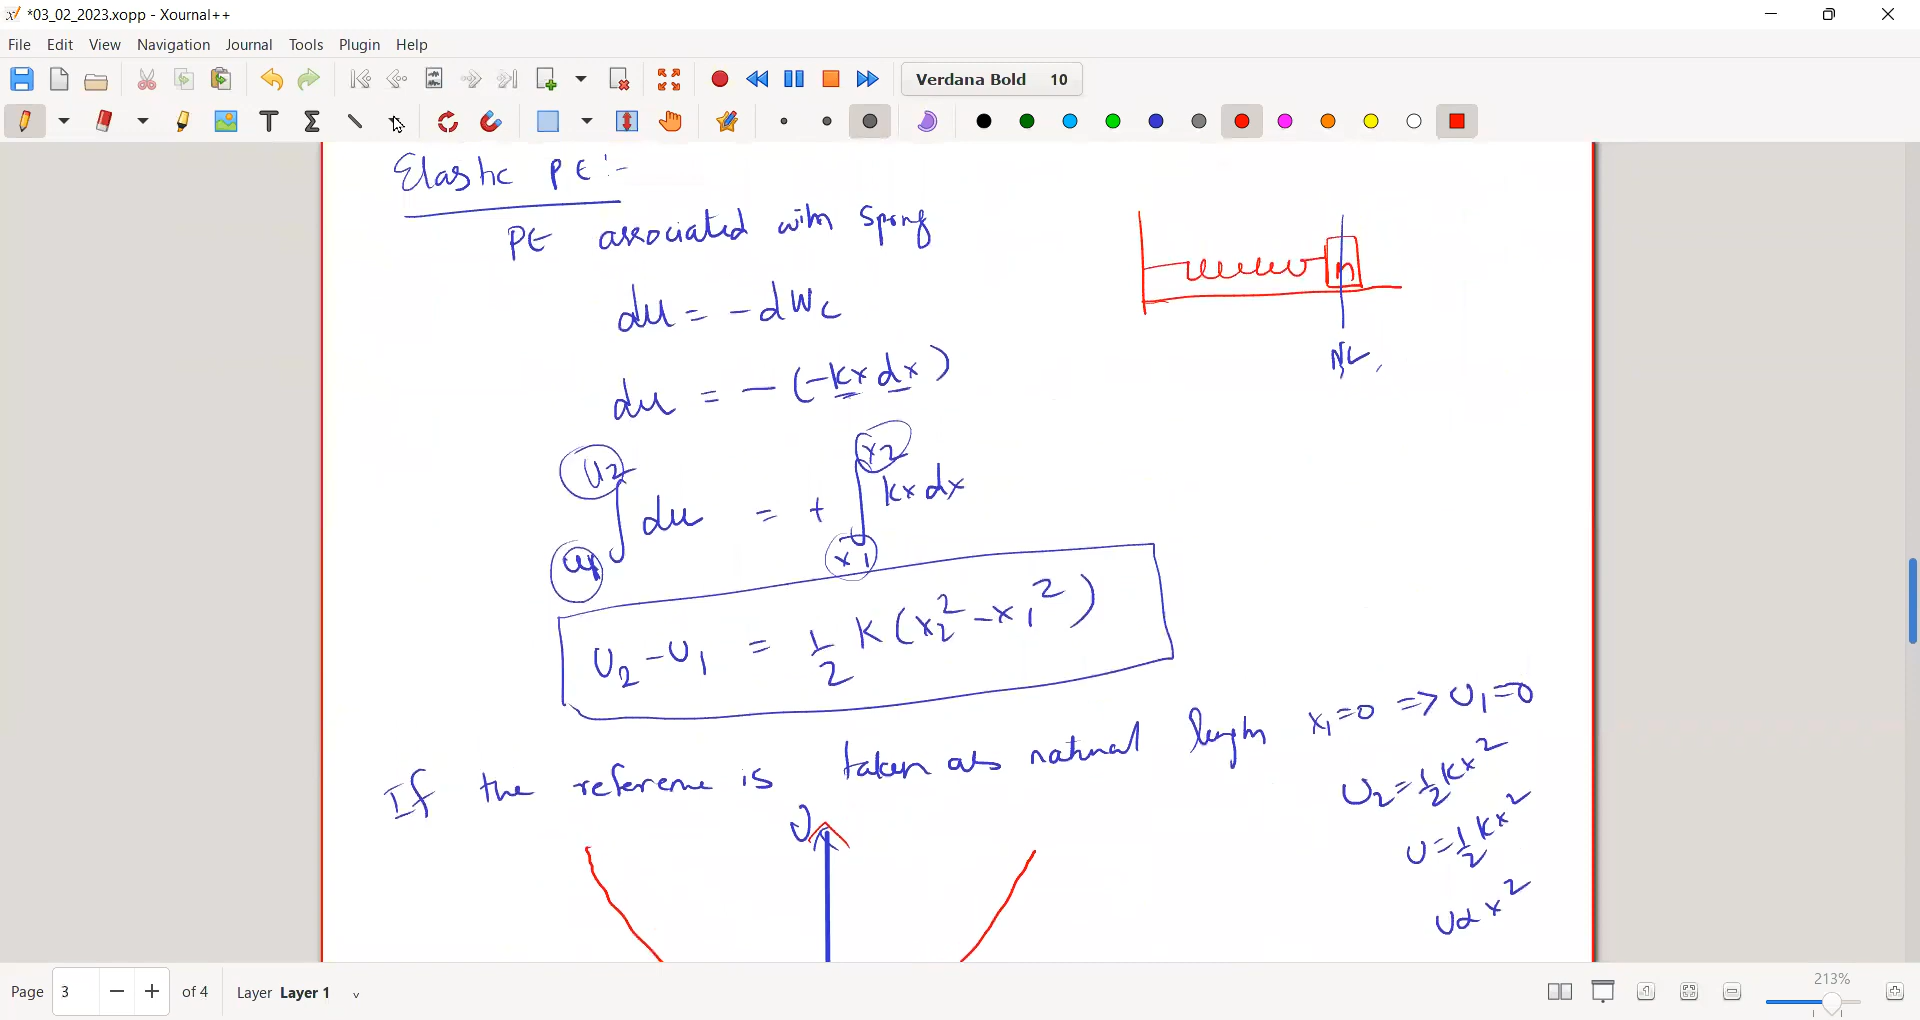 *03_02_2023.xopp - Xournal++
File Edit View Navigation Journal Tools Plugin Help
Verdana Bold 10
Elastic PE :-
PE associated with spring
m
du = -dWc
NL
du = - (-kx dx)
U2 x2
∫ du = + ∫ kx dx
U1 x1
U2 - U1 = 1/2 K (x2² - x1²)
If the reference is taken as natural length x1=0 => U1=0
U2 = 1/2 kx²
U = 1/2 kx²
U ∝ x²
U
Page 3 of 4 Layer Layer 1
213%